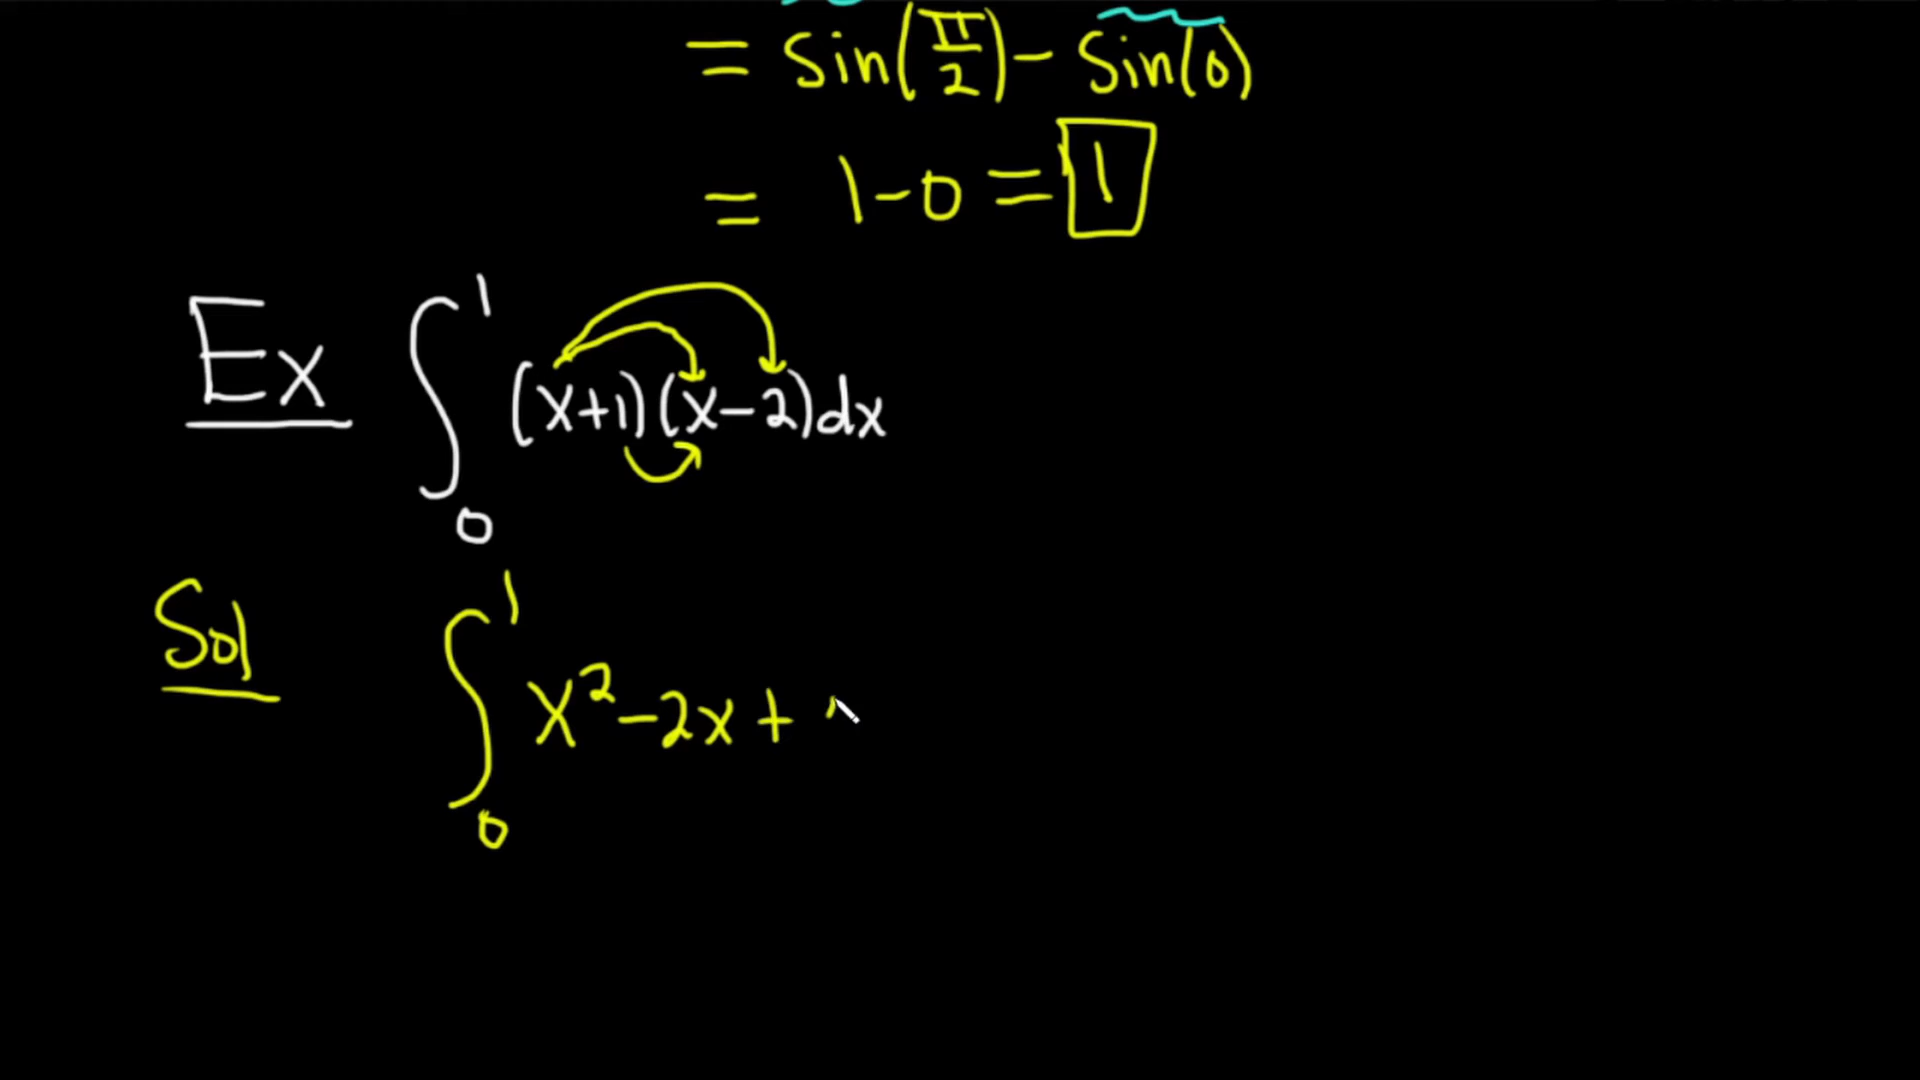 = Sin(π/2) - Sin(0)
= 1-0 = 1
Ex ∫₀¹ (x+1)(x-2)dx
Sol ∫₀¹ x²-2x+